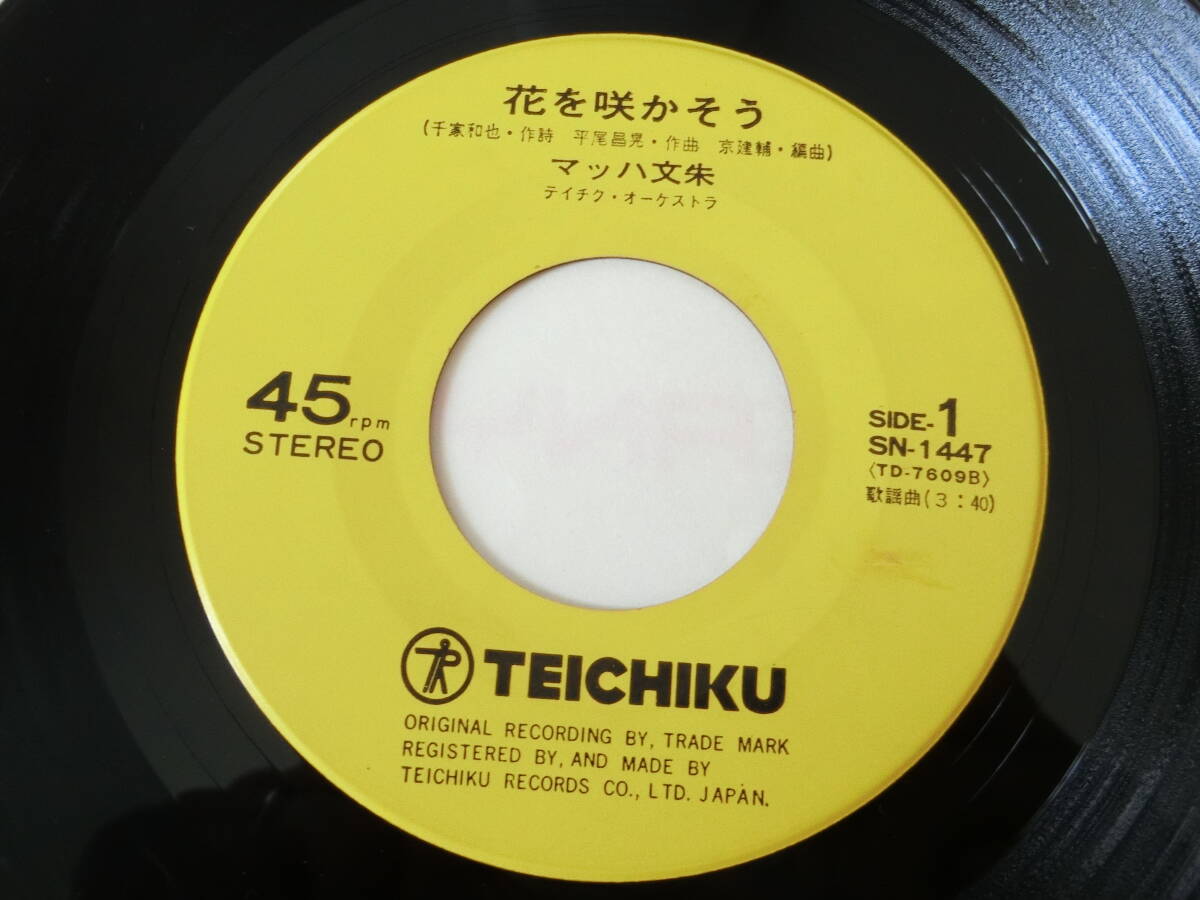 花を咲かそう
(千家和也・作詩 平尾昌晃・作曲 京建輔・編曲)
マッハ文朱
テイチク・オーケストラ
45rpm
STEREO
SIDE-1
SN-1447
〈TD-7609B〉
歌謡曲(3:40)
TEICHIKU
ORIGINAL RECORDING BY, TRADE MARK
REGISTERED BY, AND MADE BY
TEICHIKU RECORDS CO., LTD. JAPAN.